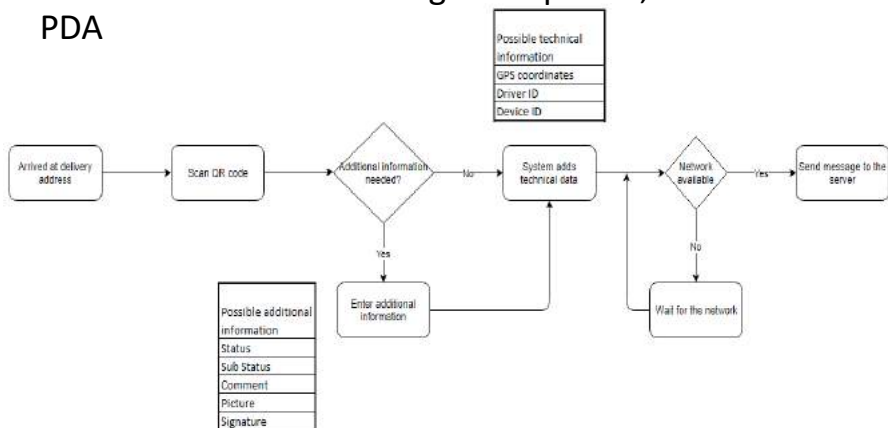 PDA
Possible technical
information
GPS coordinates
Driver ID
Device ID
Arrived at delivery
address
Scan QR code
Additional information
needed?
No
System adds
technical data
Network
available
Yes
Send message to the
server
Yes
No
Enter additional
information
Wait for the network
Possible additional
information
Status
Sub Status
Comment
Picture
Signature